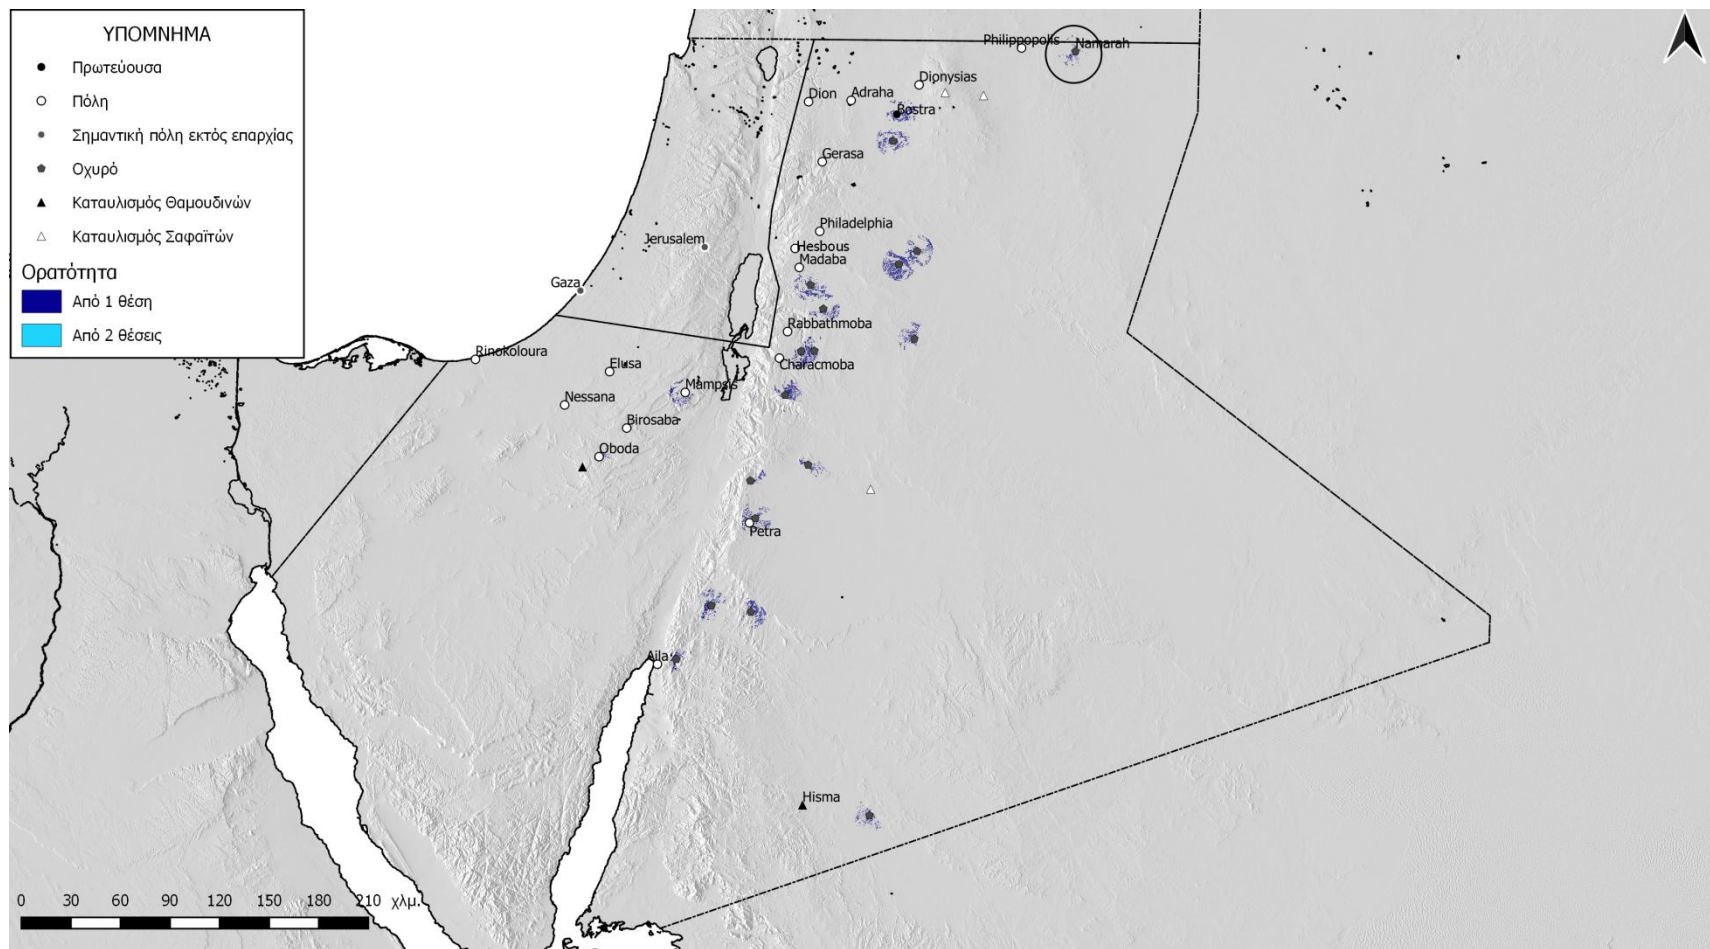 ΥΠΟΜΝΗΜΑ
Πρωτεύουσα
Πόλη
Σημαντική πόλη εκτός επαρχίας
Οχυρό
Καταυλισμός Θαμουδινών
Καταυλισμός Σαφαϊτών
Ορατότητα
Από 1 θέση
Από 2 θέσεις
Philippopolis
Namarah
Dionysias
Dion
Adraha
Bostra
Gerasa
Philadelphia
Jerusalem
Hesbous
Madaba
Gaza
Rabbathmoba
Rinokoloura
Characmoba
Elusa
Mampsis
Nessana
Birosaba
Oboda
Petra
Aila
Hisma
0 30 60 90 120 150 180 210 χλμ.